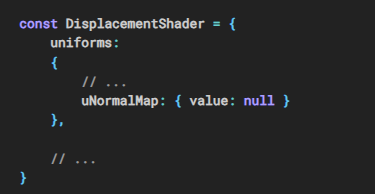 const DisplacementShader = {
    uniforms:
    {
        // ...
        uNormalMap: { value: null }
    },

    // ...
}